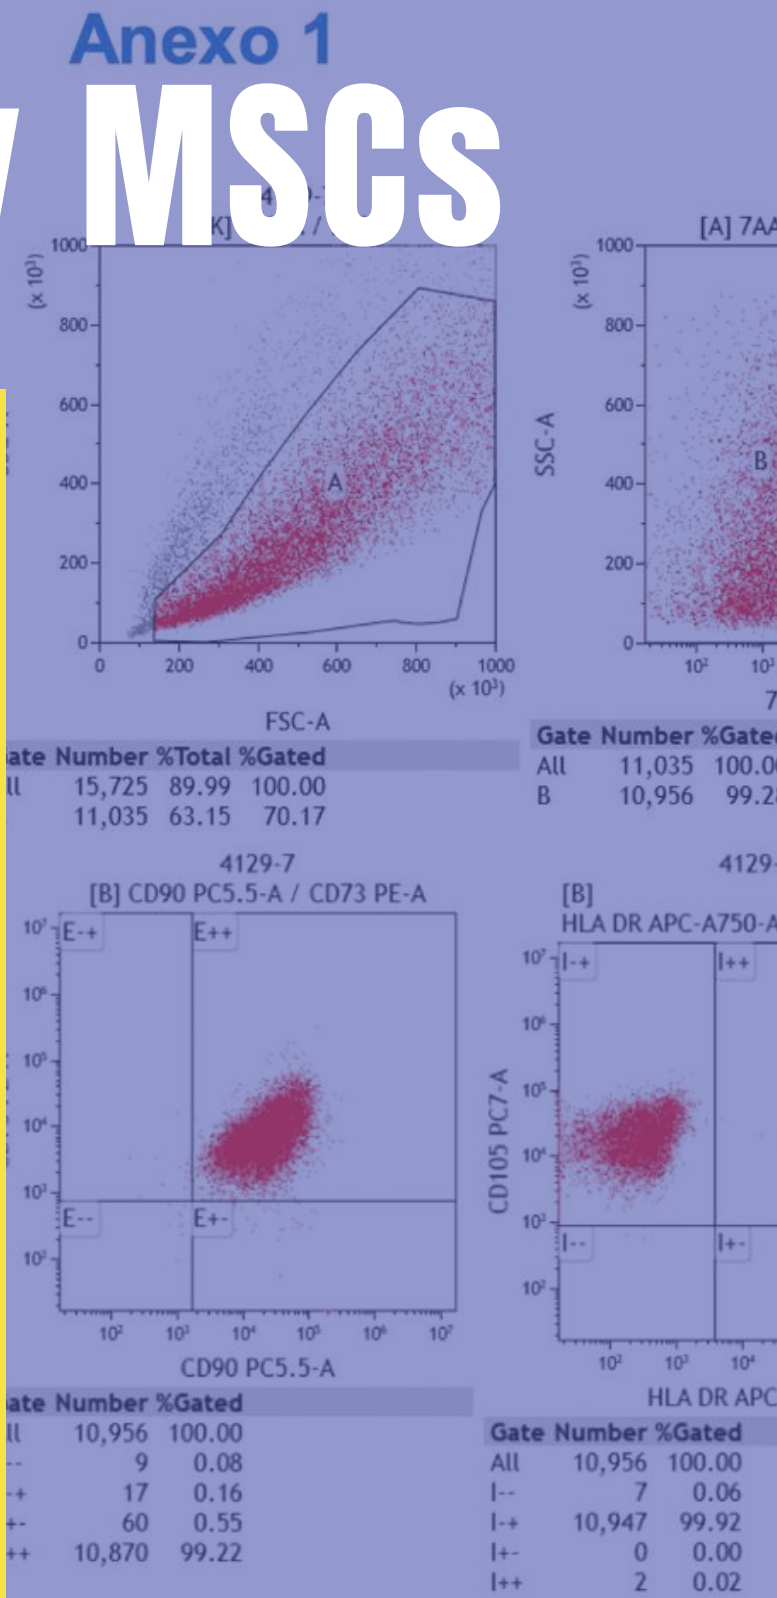 Anexo 1
MSCs
1000
(x 10³)
800
600
400
200
0
A
0 200 400 600 800 1000
(x 10³)
FSC-A
Number %Total %Gated
15,725 89.99 100.00
11,035 63.15 70.17
[A] 7AA
1000
(x 10³)
800
600
400
200
0
SSC-A
B
10² 10³
Gate Number %Gated
All 11,035 100.00
B 10,956 99.28
4129-7
[B] CD90 PC5.5-A / CD73 PE-A
E-+ E++
10⁷
10⁶
10⁵
10⁴
10³
10²
E-- E+-
10² 10³ 10⁴ 10⁵ 10⁶ 10⁷
CD90 PC5.5-A
Number %Gated
10,956 100.00
9 0.08
17 0.16
60 0.55
++ 10,870 99.22
4129-
[B]
HLA DR APC-A750-A
I-+ I++
10⁷
10⁶
10⁵
10⁴
10³
10²
CD105 PC7-A
I-- I+-
10² 10³ 10⁴
HLA DR APC
Gate Number %Gated
All 10,956 100.00
I-- 7 0.06
I-+ 10,947 99.92
I+- 0 0.00
I++ 2 0.02